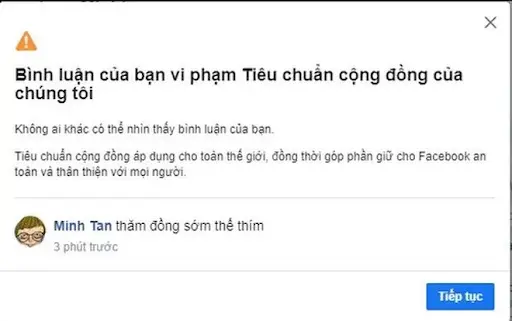 Bình luận của bạn vi phạm Tiêu chuẩn cộng đồng của
chúng tôi
Không ai khác có thể nhìn thấy bình luận của bạn.
Tiêu chuẩn cộng đồng áp dụng cho toàn thế giới, đồng thời góp phần giữ cho Facebook an
toàn và thân thiện với mọi người.
Minh Tan thăm đồng sớm thế thím
3 phút trước
Tiếp tục